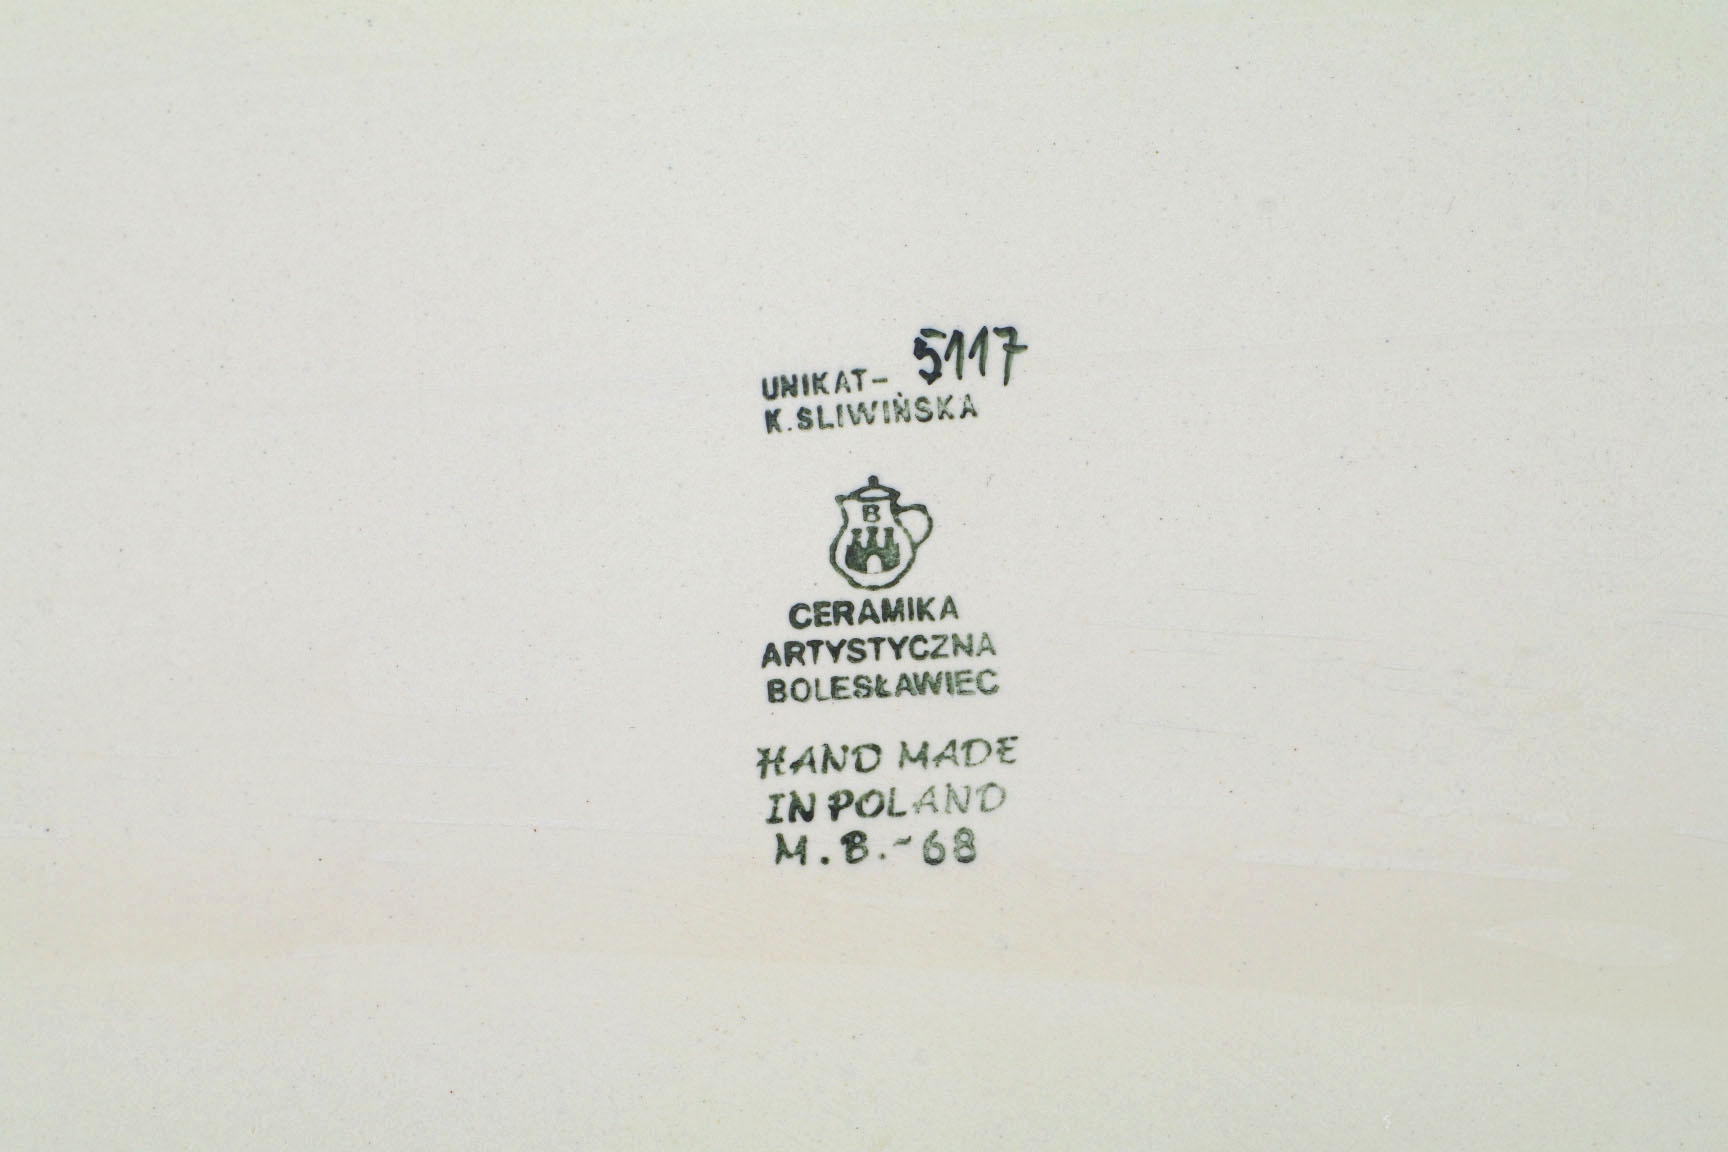 UNIKAT- 5117
K. SLIWIŃSKA
B
CERAMIKA
ARTYSTYCZNA
BOLESŁAWIEC
HAND MADE
IN POLAND
M.B.-68